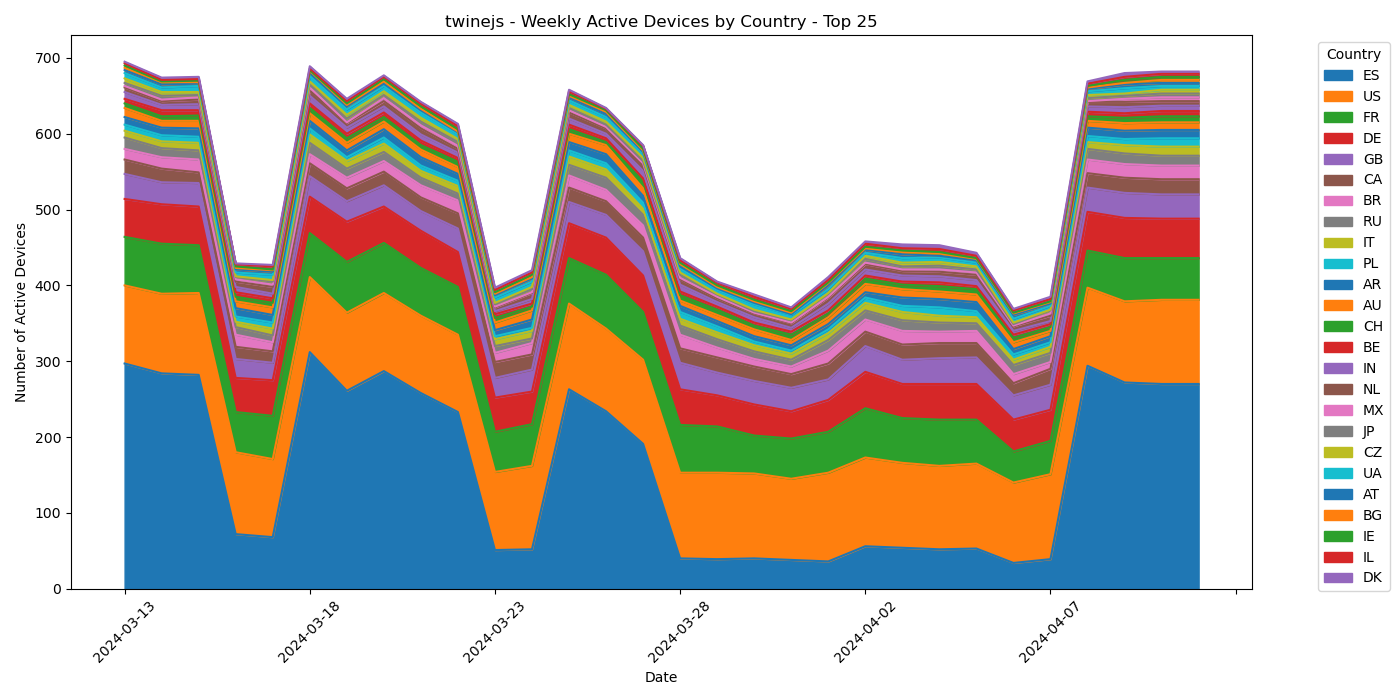 twinejs - Weekly Active Devices by Country - Top 25
Number of Active Devices
700
600
500
400
300
200
100
0
2024-03-13
2024-03-18
2024-03-23
2024-03-28
2024-04-02
2024-04-07
Date
Country
ES
US
FR
DE
GB
CA
BR
RU
IT
PL
AR
AU
CH
BE
IN
NL
MX
JP
CZ
UA
AT
BG
IE
IL
DK